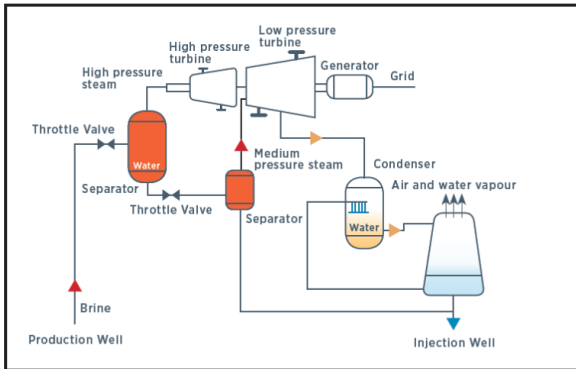 Low pressure
turbine
High pressure
turbine
Generator
High pressure
steam
Grid
Throttle Valve
Medium
pressure steam
Condenser
Water
Air and water vapour
Separator
Throttle Valve
Separator
Water
Brine
Production Well
Injection Well